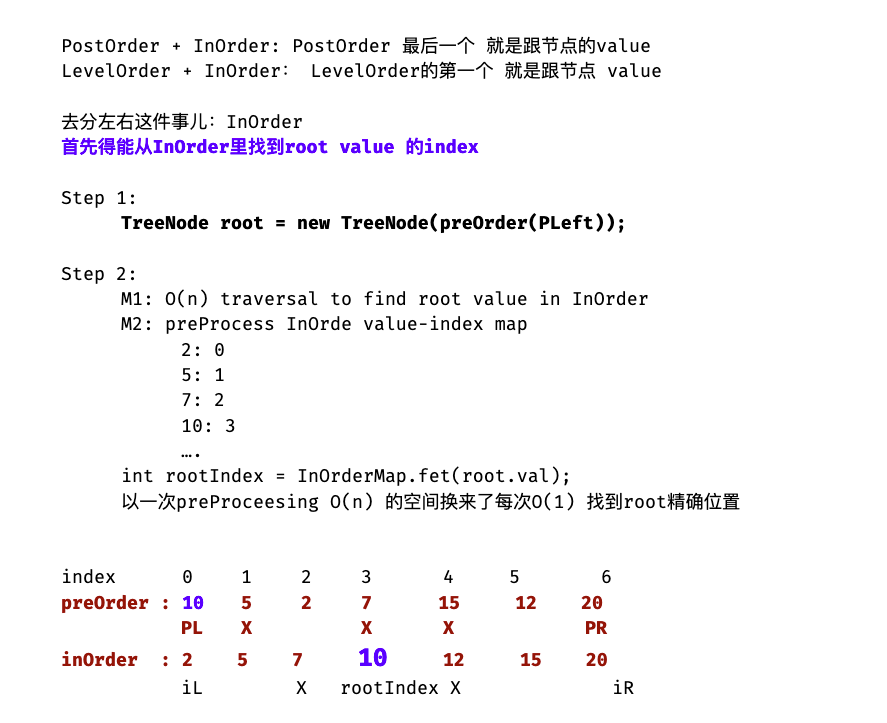 PostOrder + InOrder: PostOrder 最后一个 就是跟节点的value
LevelOrder + InOrder： LevelOrder的第一个 就是跟节点 value
去分左右这件事儿：InOrder
首先得能从InOrder里找到root value 的index
Step 1:
TreeNode root = new TreeNode(preOrder(PLeft));
Step 2:
M1: O(n) traversal to find root value in InOrder
M2: preProcess InOrde value-index map
2: 0
5: 1
7: 2
10: 3
….
int rootIndex = InOrderMap.fet(root.val);
以一次preProceesing O(n) 的空间换来了每次O(1) 找到root精确位置
index 0 1 2 3 4 5 6
preOrder : 10 5 2 7 15 12 20
PL X X X PR
inOrder : 2 5 7 10 12 15 20
iL X rootIndex X iR